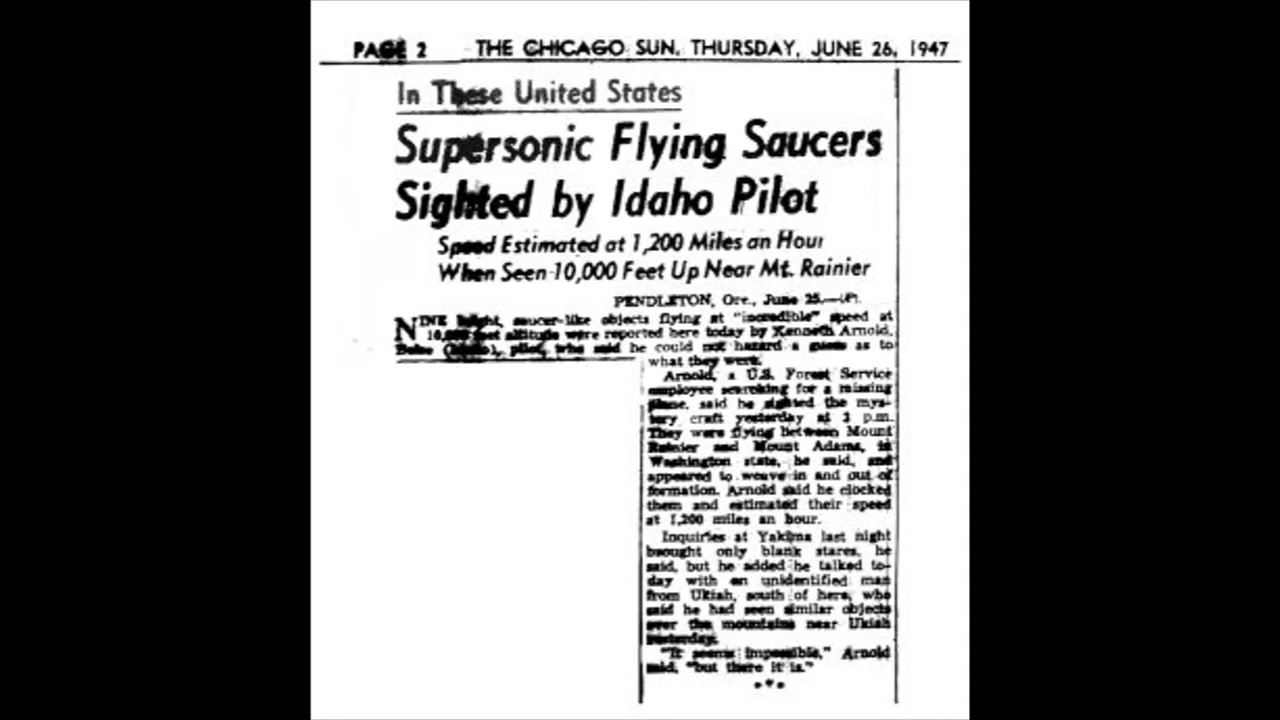 PAGE 2 THE CHICAGO SUN, THURSDAY, JUNE 26, 1947
In These United States
Supersonic Flying Saucers
Sighted by Idaho Pilot
Speed Estimated at 1,200 Miles an Hour
When Seen 10,000 Feet Up Near Mt. Rainier
PENDLETON, Ore., June 25.—(AP).
NINE bright, saucer-like objects flying at "incredible" speed at
10,000 feet altitude were reported here today by Kenneth Arnold,
Boise (Idaho), pilot, who said he could not hazard a guess as to
what they were.
Arnold, a U.S. Forest Service
employee searching for a missing
plane, said he sighted the mys-
tery craft yesterday at 3 p.m.
They were flying between Mount
Rainier and Mount Adams, in
Washington state, he said, and
appeared to weave in and out of
formation. Arnold said he clocked
them and estimated their speed
at 1,200 miles an hour.
Inquiries at Yakima last night
brought only blank stares, he
said, but he added he talked to-
day with an unidentified man
from Ukiah, south of here, who
said he had seen similar objects
over the mountains near Ukiah
yesterday.
"It seems impossible," Arnold
said, "but there it is."